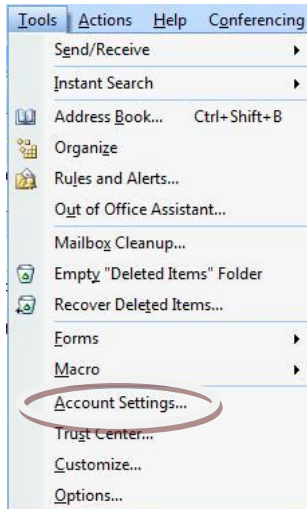 Tools Actions Help Conferencing
Send/Receive
Instant Search
Address Book... Ctrl+Shift+B
Organize
Rules and Alerts...
Out of Office Assistant...
Mailbox Cleanup...
Empty "Deleted Items" Folder
Recover Deleted Items...
Forms
Macro
Account Settings...
Trust Center...
Customize...
Options...